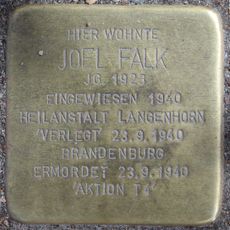 HIER WOHNTE
JOEL FALK
JG. 1923
EINGEWIESEN 1940
HEILANSTALT LANGENHORN
'VERLEGT' 23.9.1940
BRANDENBURG
ERMORDET 23.9.1940
'AKTION T4'